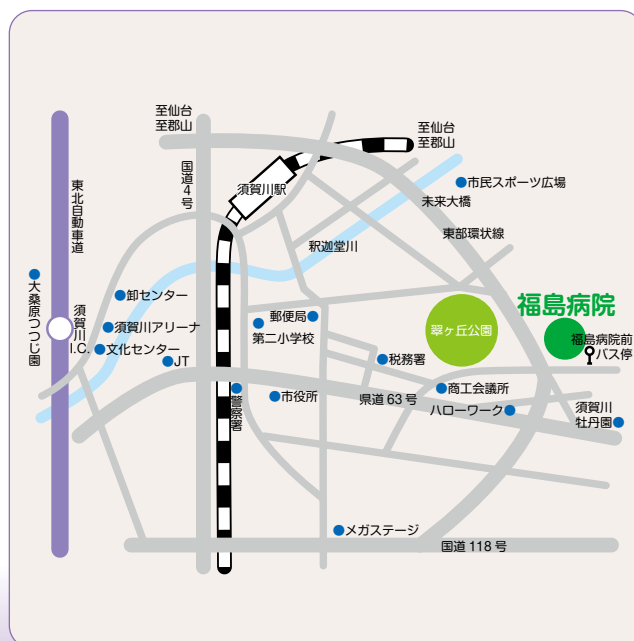 至仙台
至郡山
国道4号
須賀川駅
至仙台
至郡山
市民スポーツ広場
未来大橋
東部環状線
東北自動車道
釈迦堂川
大桑原つつじ園
須賀川
I.C.
卸センター
須賀川アリーナ
文化センター
JT
郵便局
第二小学校
翠ヶ丘公園
福島病院
福島病院前
バス停
税務署
警察署
市役所
県道63号
商工会議所
ハローワーク
須賀川
牡丹園
メガステージ
国道118号